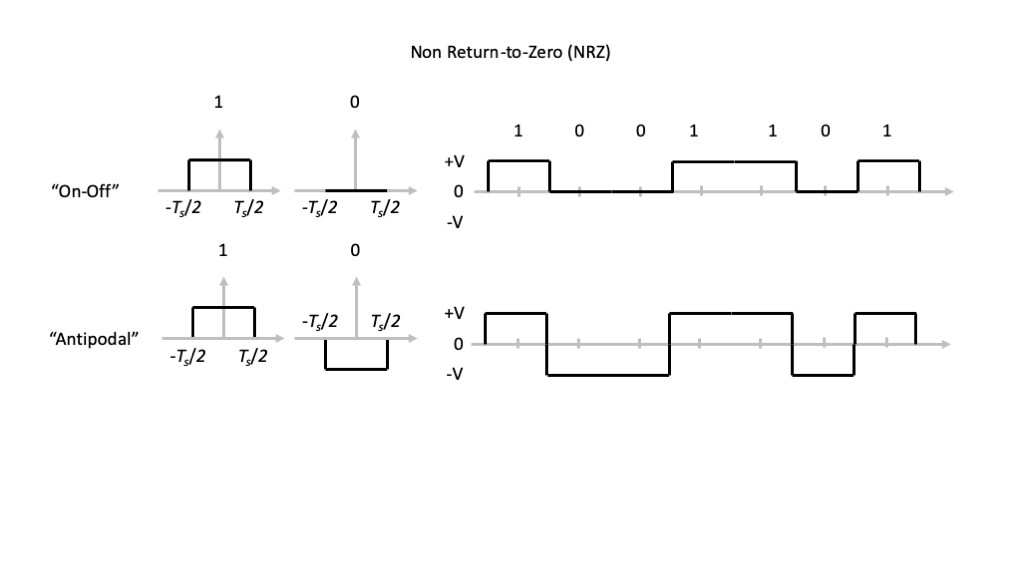 Non Return-to-Zero (NRZ)
1 0
1 0 0 1 1 0 1
+V
“On-Off” 0
-Ts/2 Ts/2 -Ts/2 Ts/2
-V
1 0
+V
-Ts/2 Ts/2
“Antipodal” 0
-Ts/2 Ts/2
-V